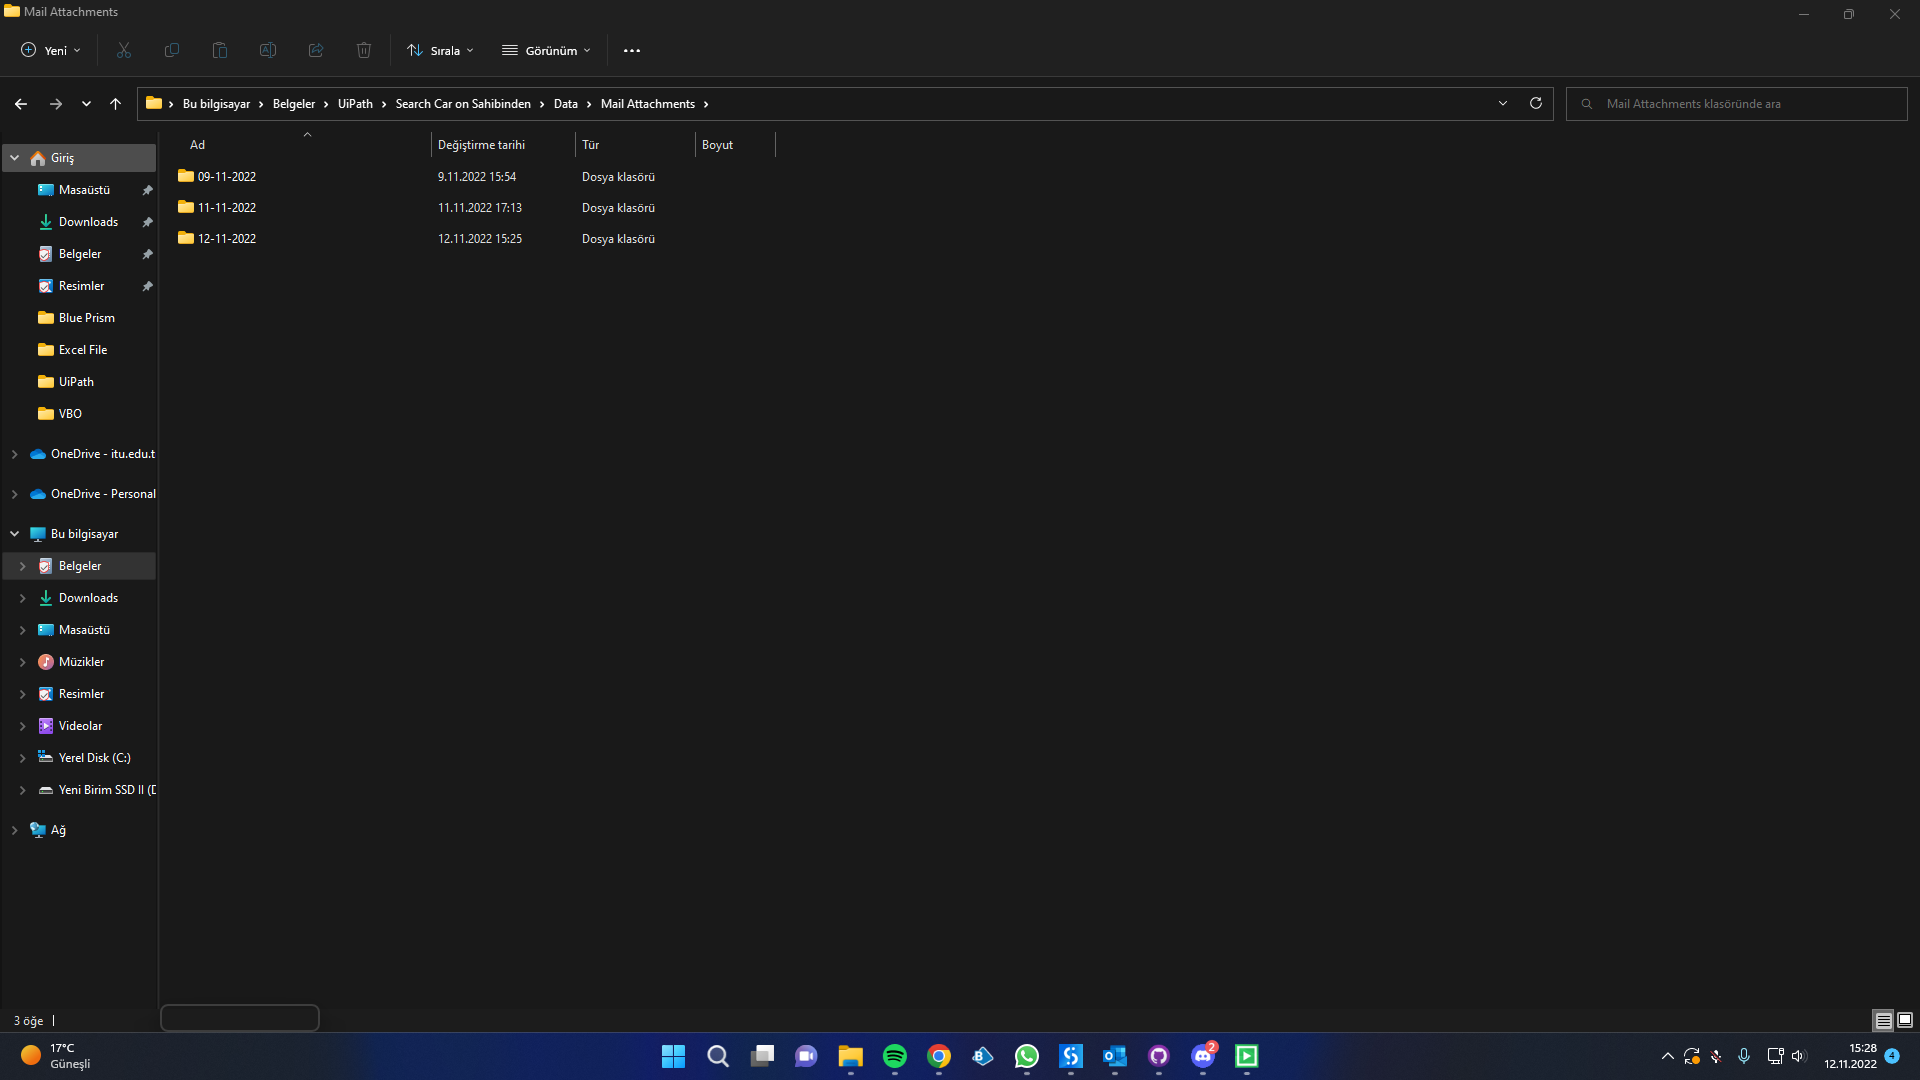 Mail Attachments
Yeni
Sırala
Görünüm
Bu bilgisayar
Belgeler
UiPath
Search Car on Sahibinden
Data
Mail Attachments
Mail Attachments klasöründe ara
Ad
Değiştirme tarihi
Tür
Boyut
09-11-2022
9.11.2022 15:54
Dosya klasörü
11-11-2022
11.11.2022 17:13
Dosya klasörü
12-11-2022
12.11.2022 15:25
Dosya klasörü
Giriş
Masaüstü
Downloads
Belgeler
Resimler
Blue Prism
Excel File
UiPath
VBO
OneDrive - itu.edu.t
OneDrive - Personal
Bu bilgisayar
Belgeler
Downloads
Masaüstü
Müzikler
Resimler
Videolar
Yerel Disk (C:)
Yeni Birim SSD II (D
Ağ
3 öğe
17°C
Güneşli
2
15:28
12.11.2022
4